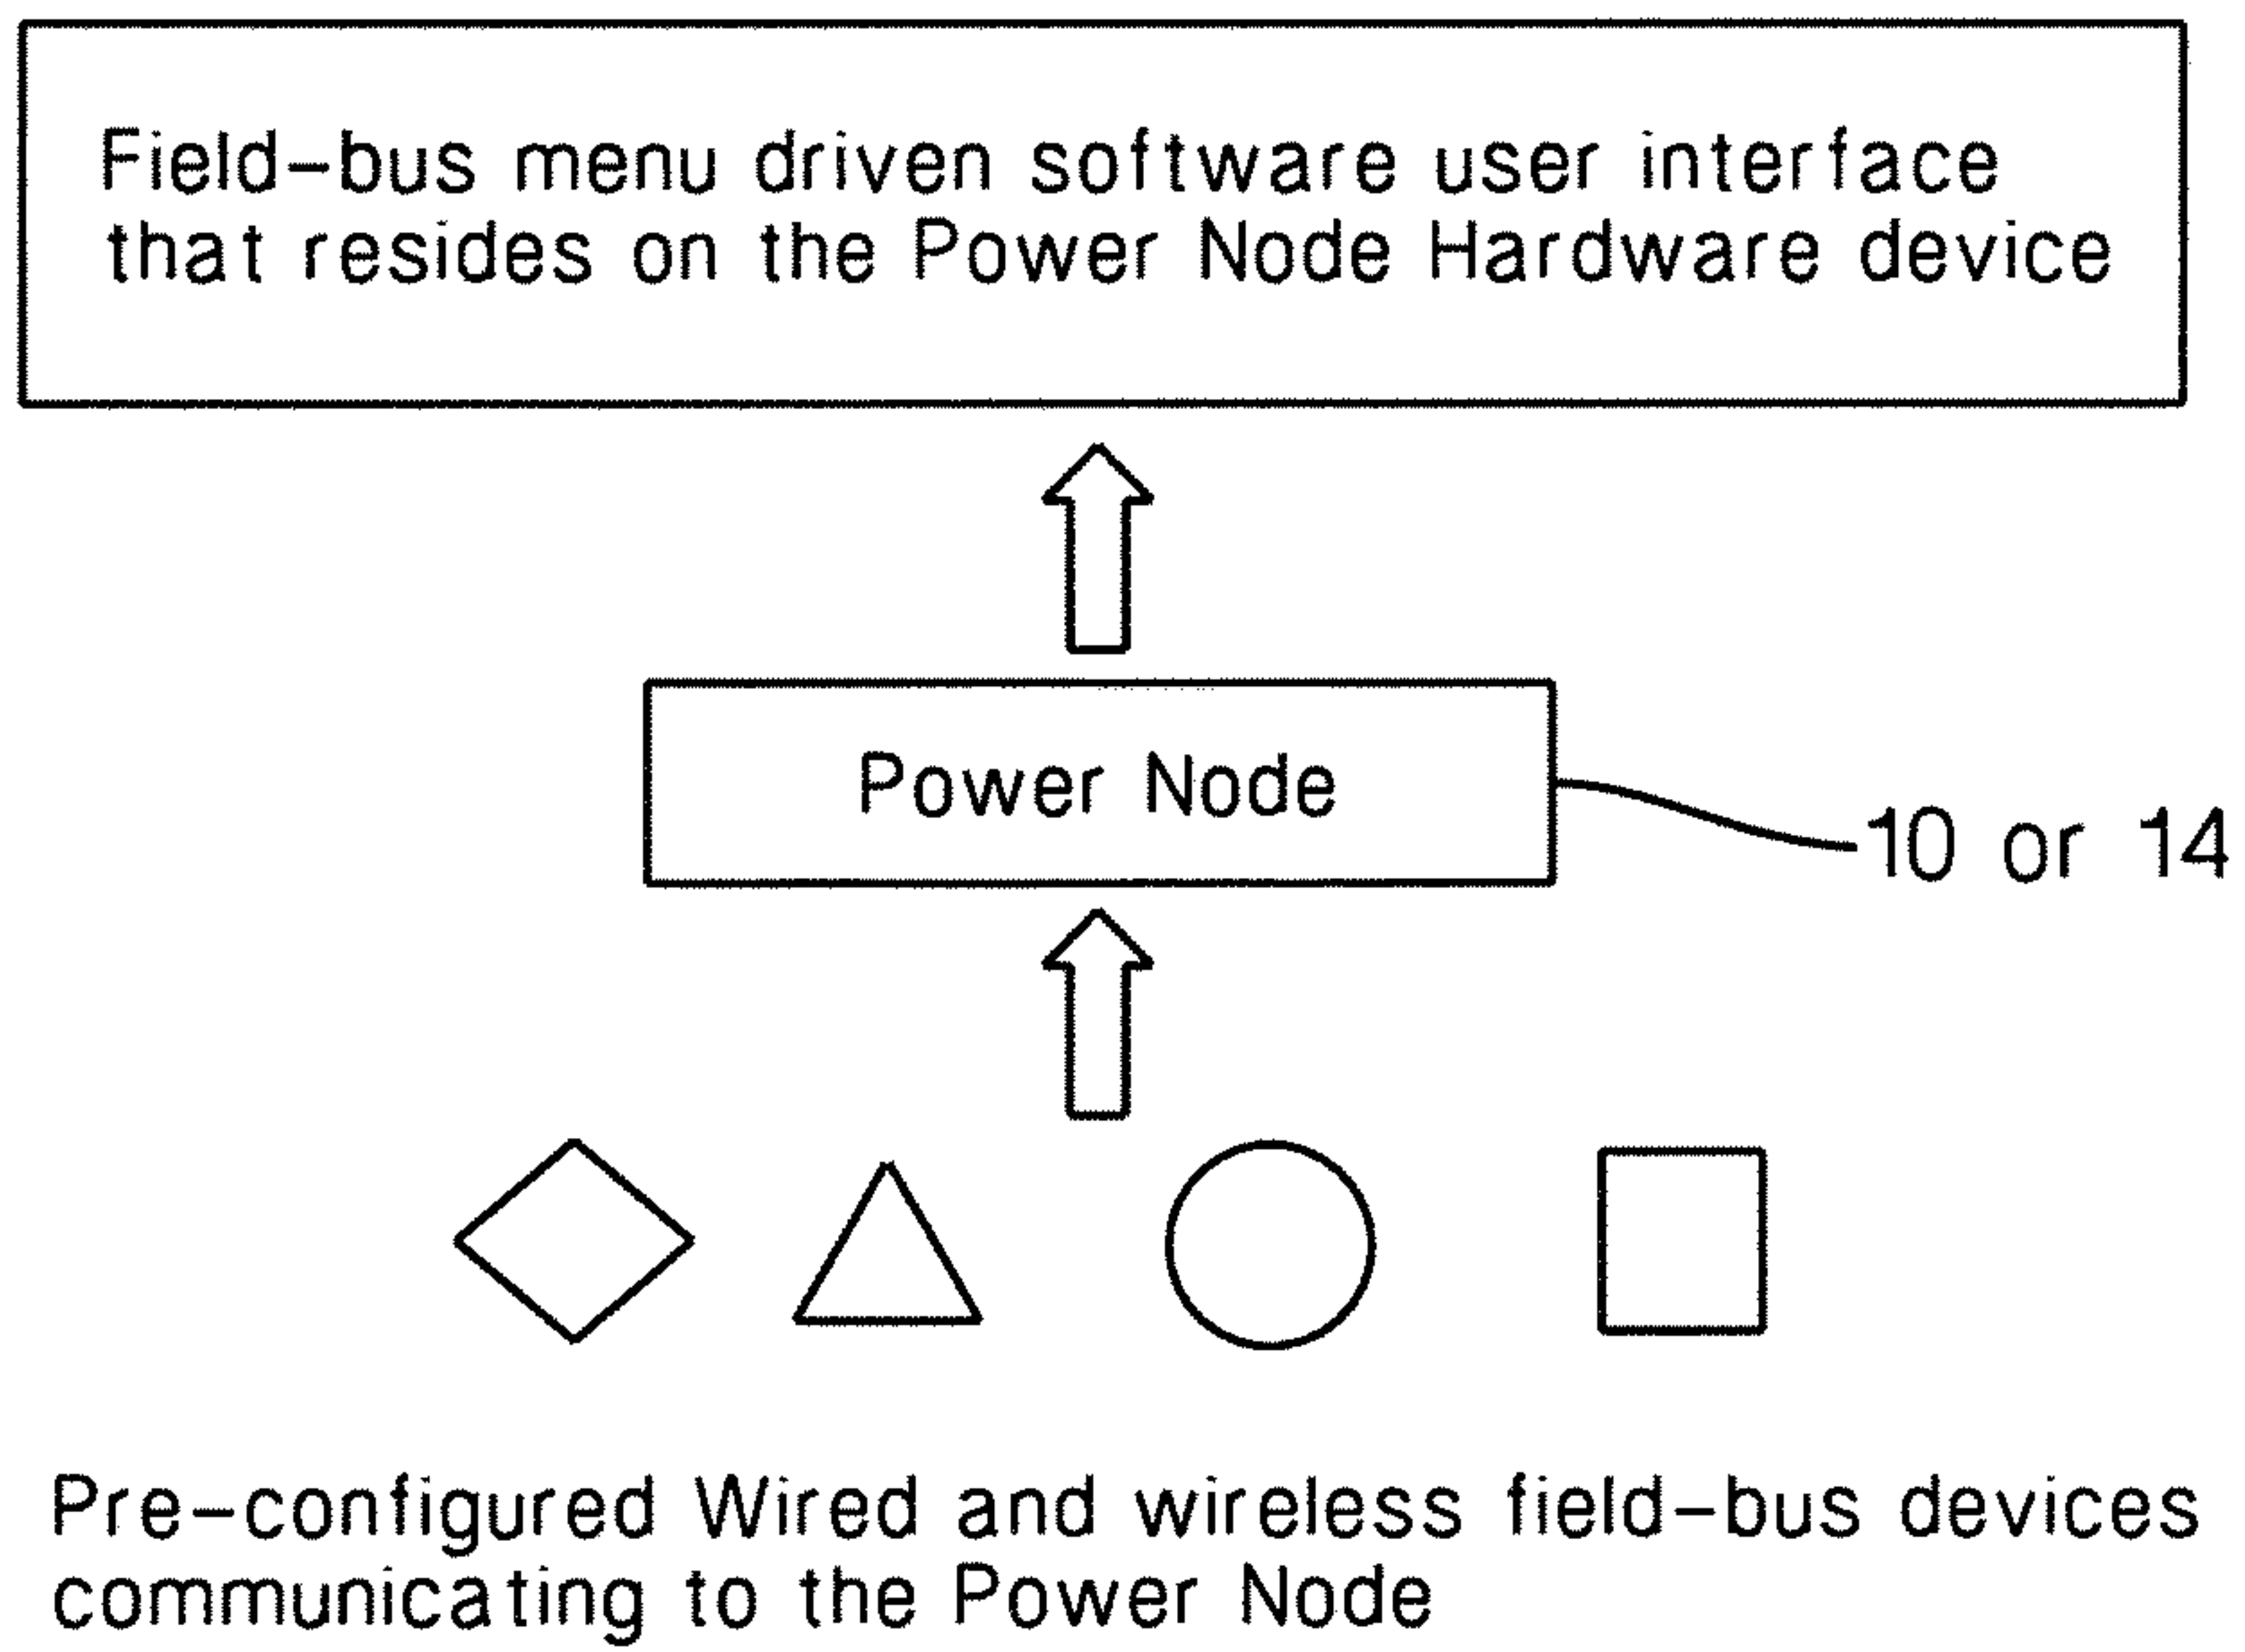 Field-bus menu driven software user interface
that resides on the Power Node Hardware device
Power Node
10 or 14
Pre-configured Wired and wireless field-bus devices
communicating to the Power Node